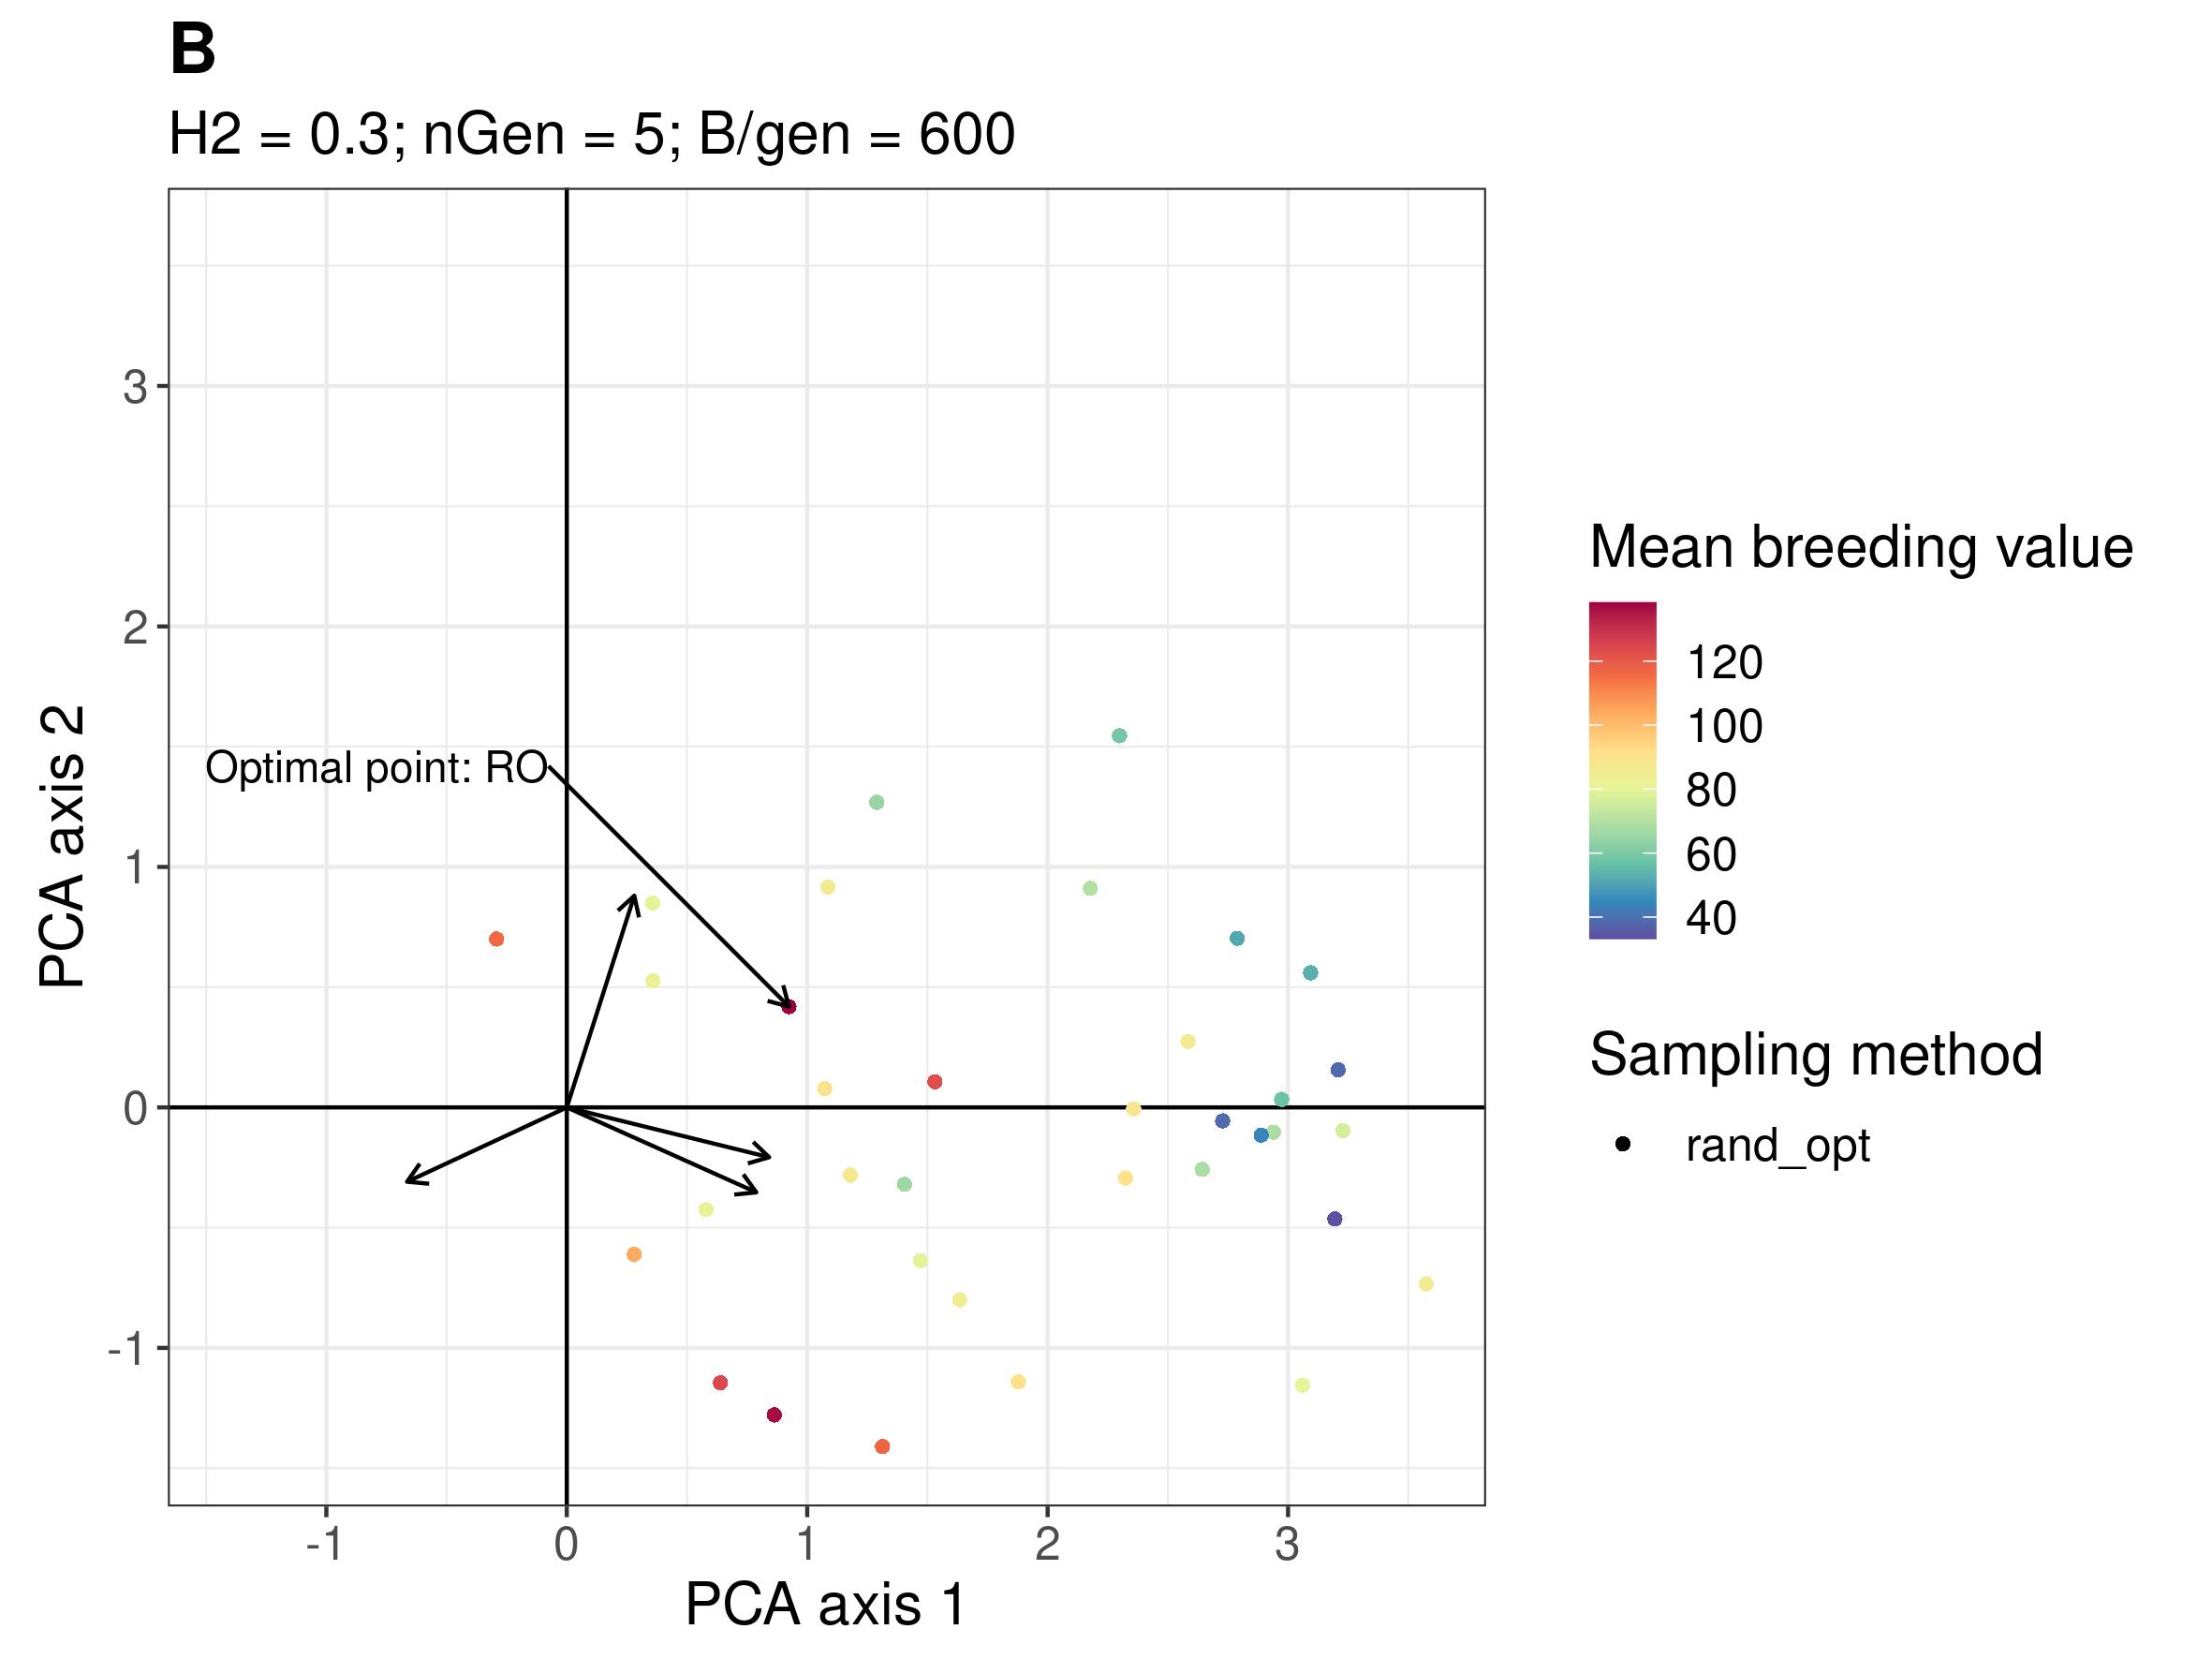 B
H2 = 0.3; nGen = 5; B/gen = 600
PCA axis 2
3
2
1
0
-1
Optimal point: RO
-1
0
1
2
3
PCA axis 1
Mean breeding value
120
100
80
60
40
Sampling method
rand_opt